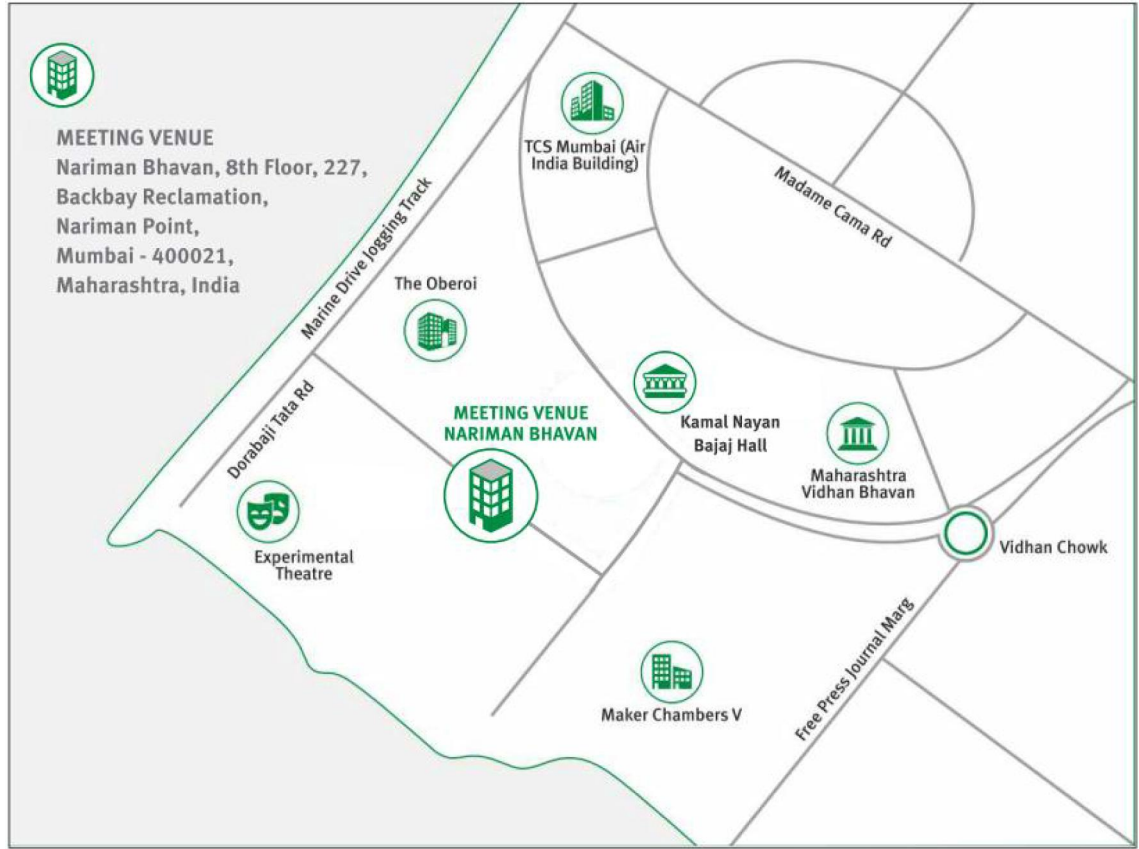 MEETING VENUE
Nariman Bhavan, 8th Floor, 227,
Backbay Reclamation,
Nariman Point,
Mumbai - 400021,
Maharashtra, India
TCS Mumbai (Air
India Building)
Madame Cama Rd
Marine Drive Jogging Track
The Oberoi
Dorabaji Tata Rd
MEETING VENUE
NARIMAN BHAVAN
Kamal Nayan
Bajaj Hall
Maharashtra
Vidhan Bhavan
Experimental
Theatre
Vidhan Chowk
Free Press Journal Marg
Maker Chambers V